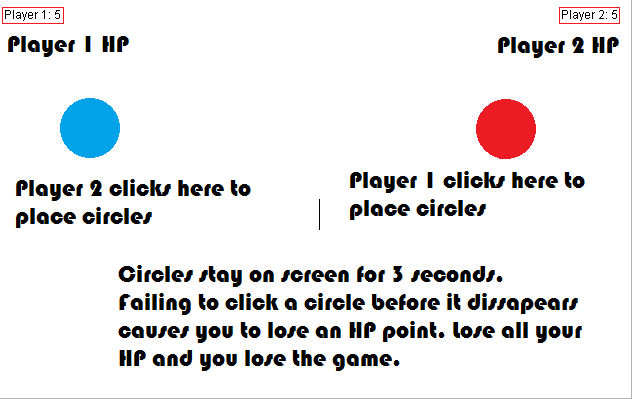 Player 1: 5
Player 2: 5
Player 1 HP
Player 2 HP
Player 2 clicks here to
place circles
Player 1 clicks here to
place circles
Circles stay on screen for 3 seconds.
Failing to click a circle before it dissapears
causes you to lose an HP point. Lose all your
HP and you lose the game.